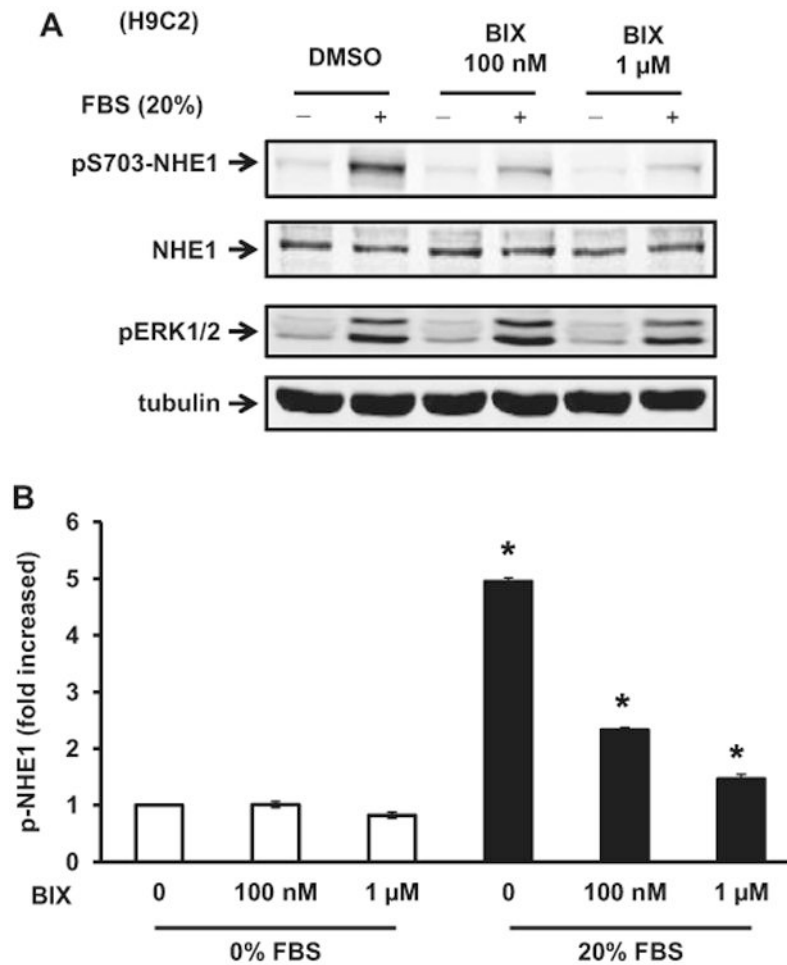 A
(H9C2)
DMSO
BIX
100 nM
BIX
1 µM
FBS (20%)
– + – + – +
pS703-NHE1
NHE1
pERK1/2
tubulin
B
p-NHE1 (fold increased)
6
5
4
3
2
1
0
*
*
*
BIX 0 100 nM 1 µM 0 100 nM 1 µM
0% FBS 20% FBS